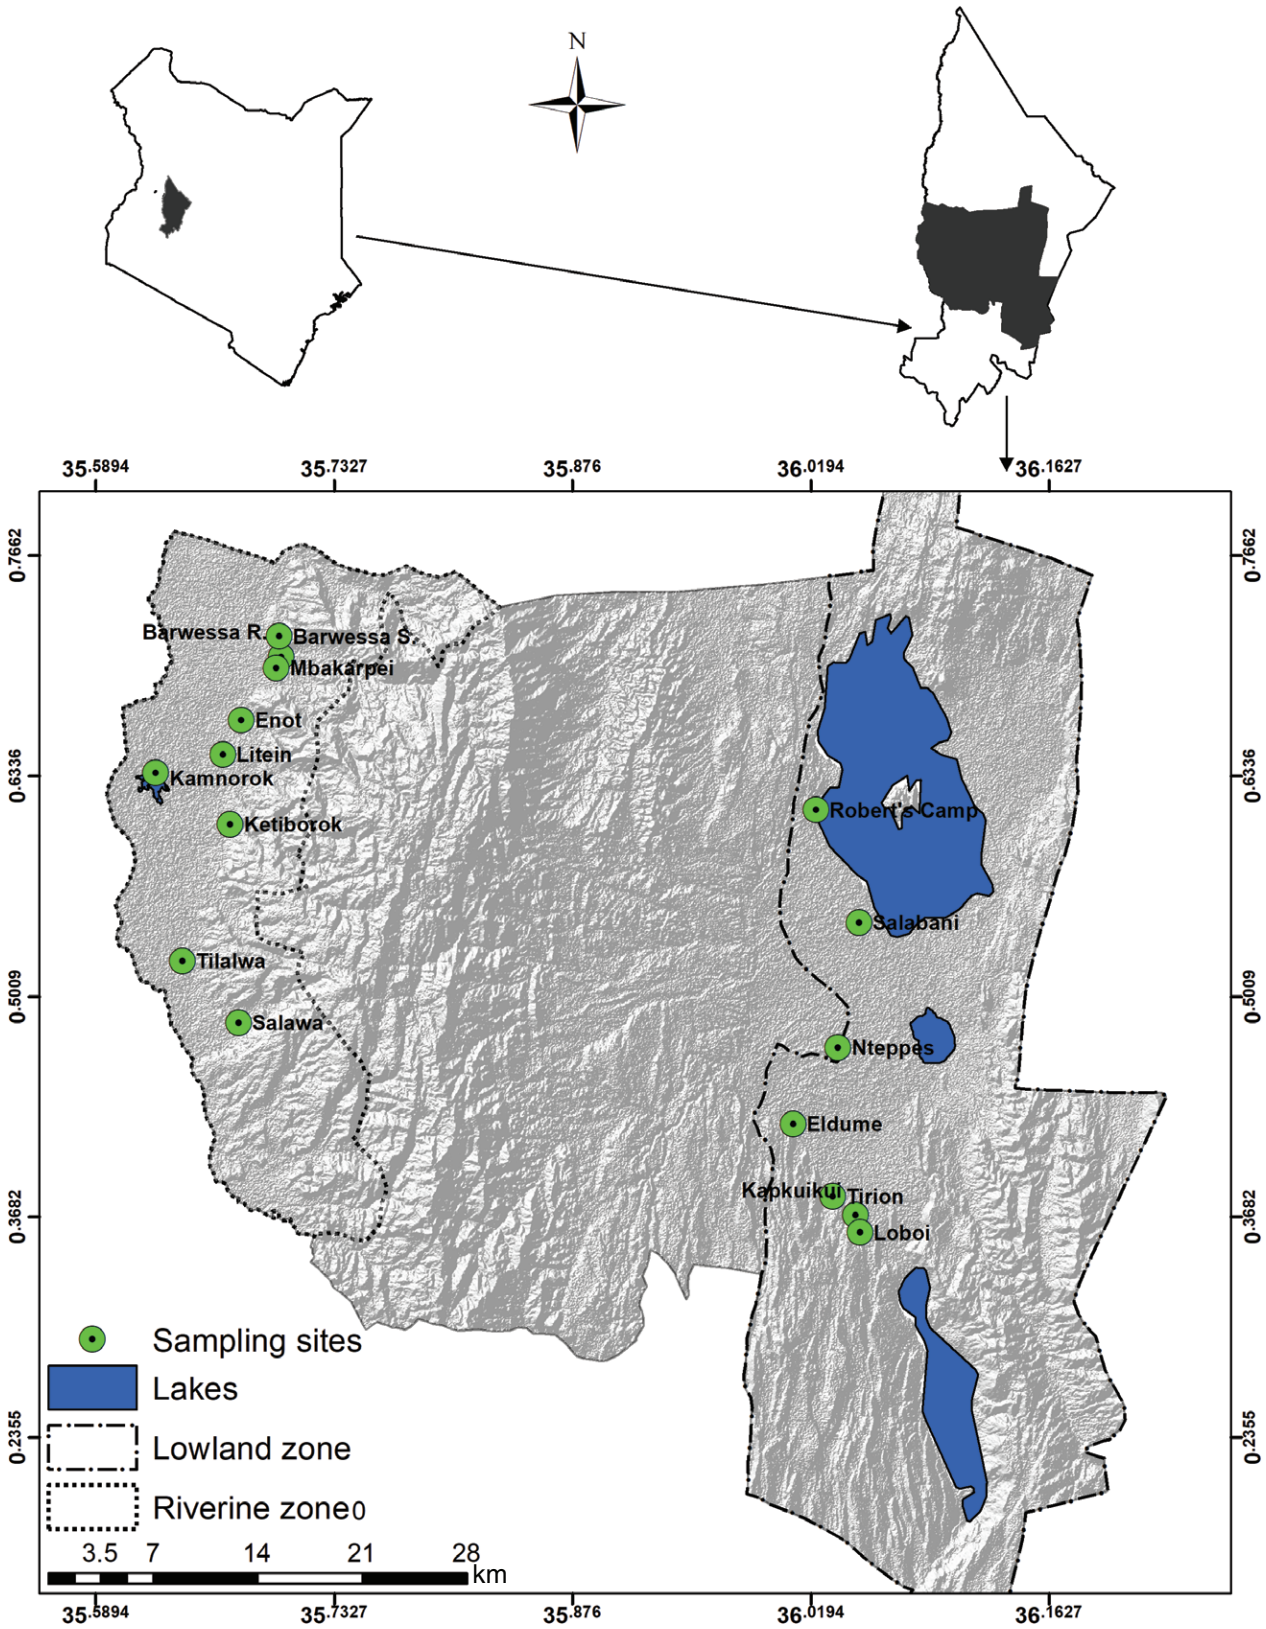 N
35.5894 35.7327 35.876 36.0194 36.1627
0.7662 0.7662
Barwessa R. Barwessa S.
Mbakarpei
Enot
Litein
0.6336 0.6336
Kamnorok
Robert's Camp
Ketiborok
Salabani
Tilalwa
0.5009 0.5009
Salawa
Nteppes
Eldume
Kapkuikui Tirion
0.3682 0.3682
Loboi
Sampling sites
Lakes
0.2355 0.2355
Lowland zone
Riverine zone0
3.5 7 14 21 28
km
35.5894 35.7327 35.876 36.0194 36.1627